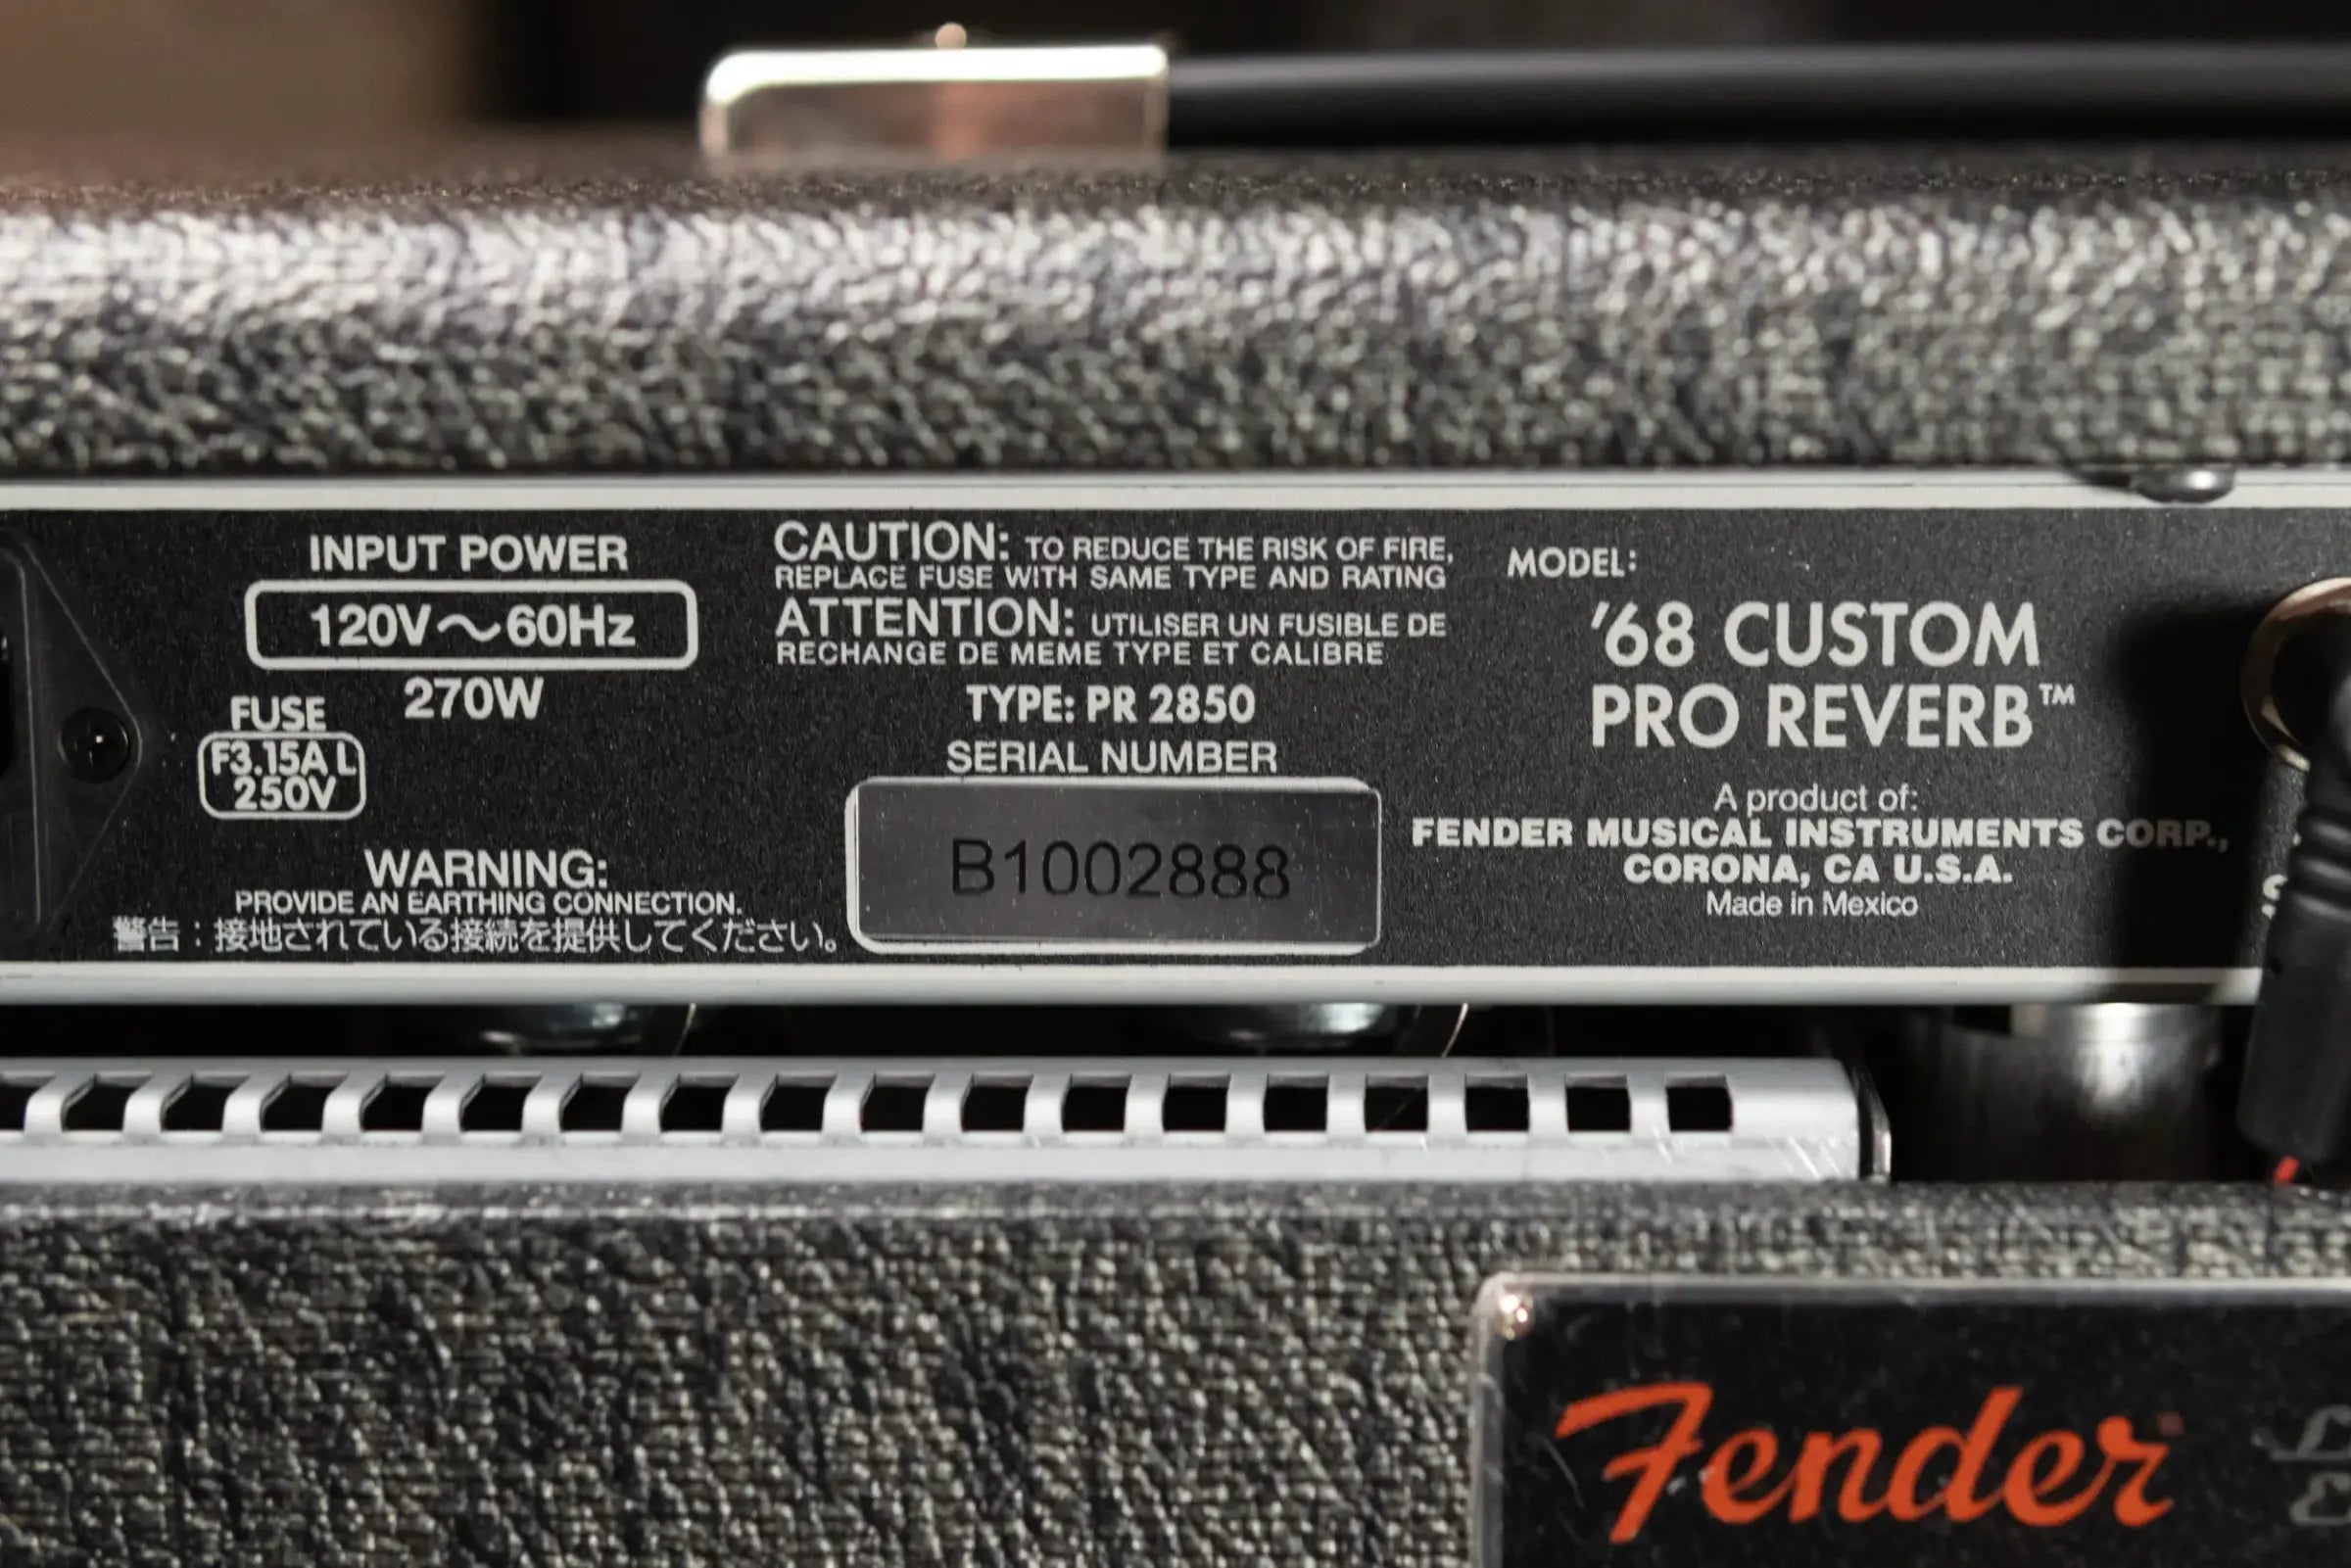 INPUT POWER
120V～60Hz
270W
FUSE
F3.15A L
250V
WARNING:
PROVIDE AN EARTHING CONNECTION.
警告：接地されている接続を提供してください。
CAUTION: TO REDUCE THE RISK OF FIRE,
REPLACE FUSE WITH SAME TYPE AND RATING
ATTENTION: UTILISER UN FUSIBLE DE
RECHANGE DE MEME TYPE ET CALIBRE
TYPE: PR 2850
SERIAL NUMBER
B1002888
MODEL:
'68 CUSTOM
PRO REVERB™
A product of:
FENDER MUSICAL INSTRUMENTS CORP.,
CORONA, CA U.S.A.
Made in Mexico
Fender